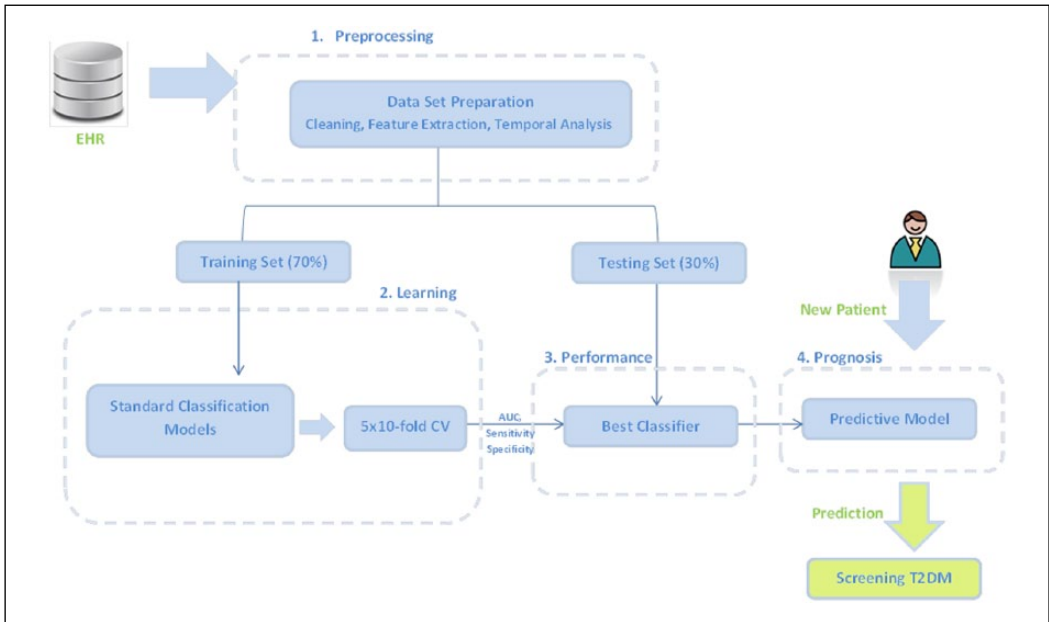 1. Preprocessing
EHR
Data Set Preparation
Cleaning, Feature Extraction, Temporal Analysis
Training Set (70%)
Testing Set (30%)
2. Learning
New Patient
3. Performance
4. Prognosis
Standard Classification
Models
5x10-fold CV
AUC,
Sensitivity
Specificity
Best Classifier
Predictive Model
Prediction
Screening T2DM